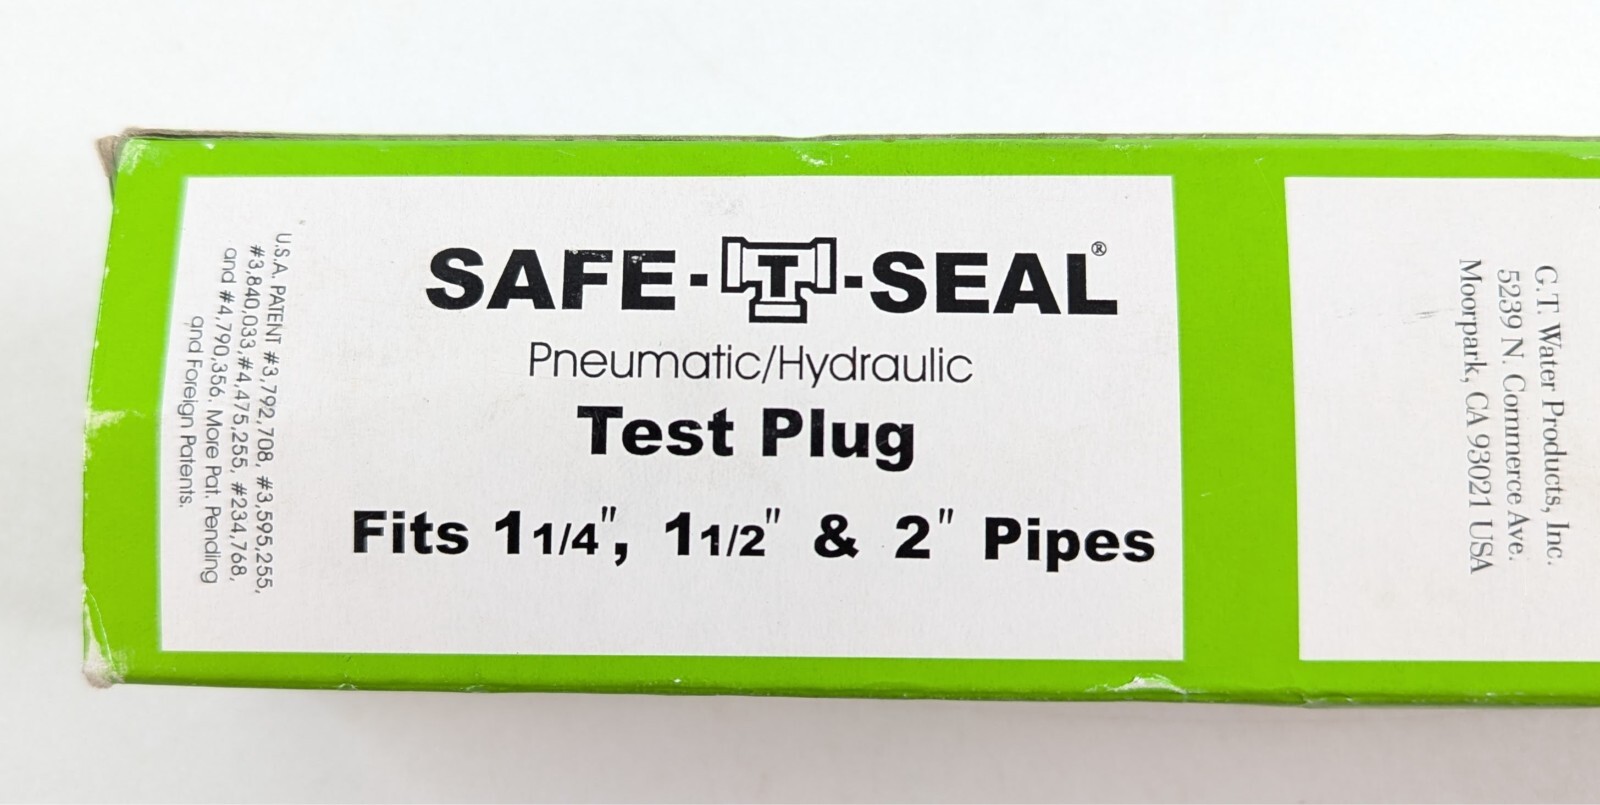 SAFE-T-SEAL®
Pneumatic/Hydraulic
Test Plug
Fits 1 1/4", 1 1/2" & 2" Pipes
U.S.A. PATENT #3,792,708, #3,595,255,
#3,840,033,#4,475,255, #234,768,
and #4,790,356. More Pat. Pending
and Foreign Patents.
G.T. Water Products, Inc.
5239 N. Commerce Ave.
Moorpark, CA 93021 USA